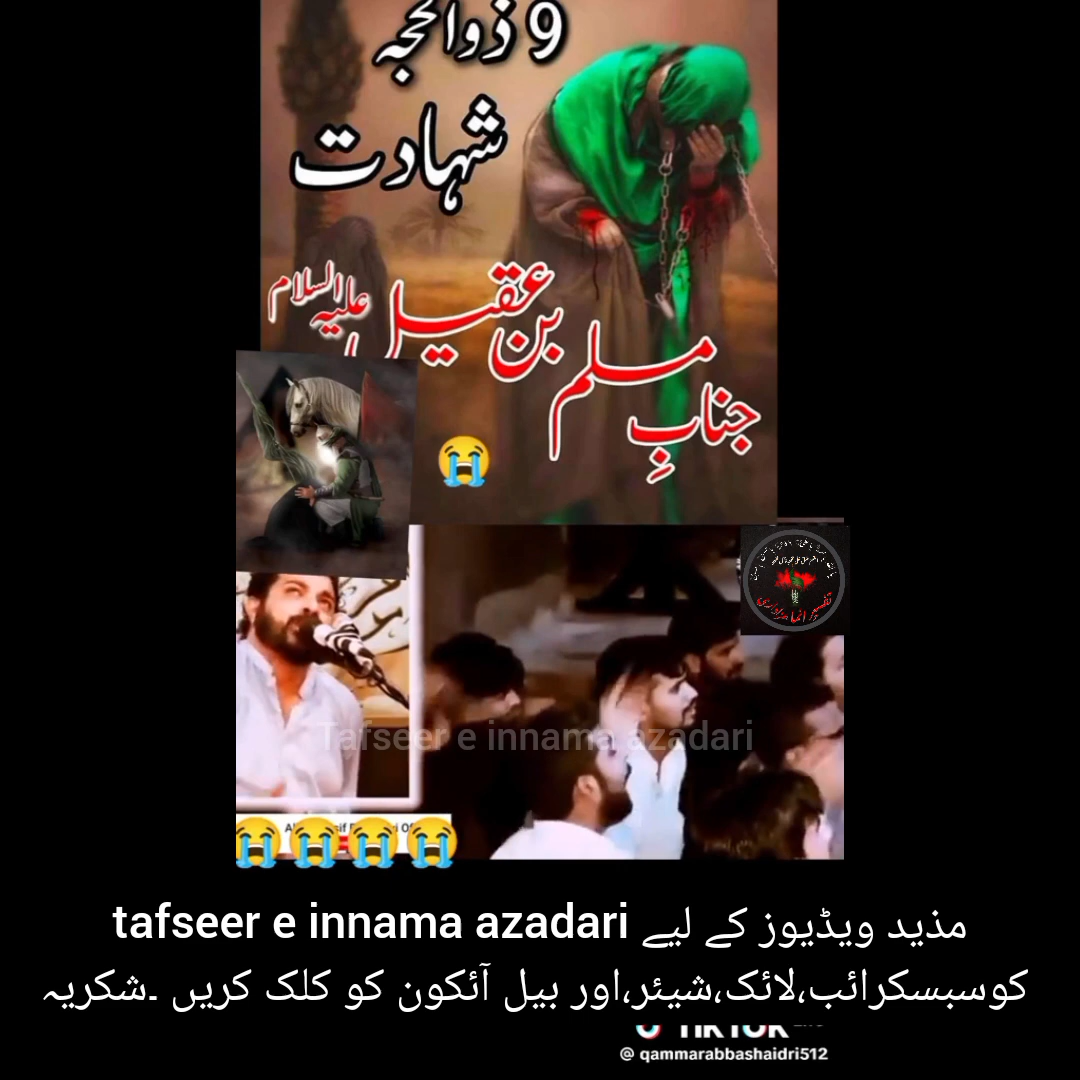 9 ذوالحجہ
شہادت
جنابِ مسلم بن عقیل علیہ السلام
Tafseer e innama azadari
مذید ویڈیوز کے لیے tafseer e innama azadari
کوسبسکرائب،لائک،شیئر،اور بیل آئکون کو کلک کریں ۔شکریہ
@ qammarabbashaidri512